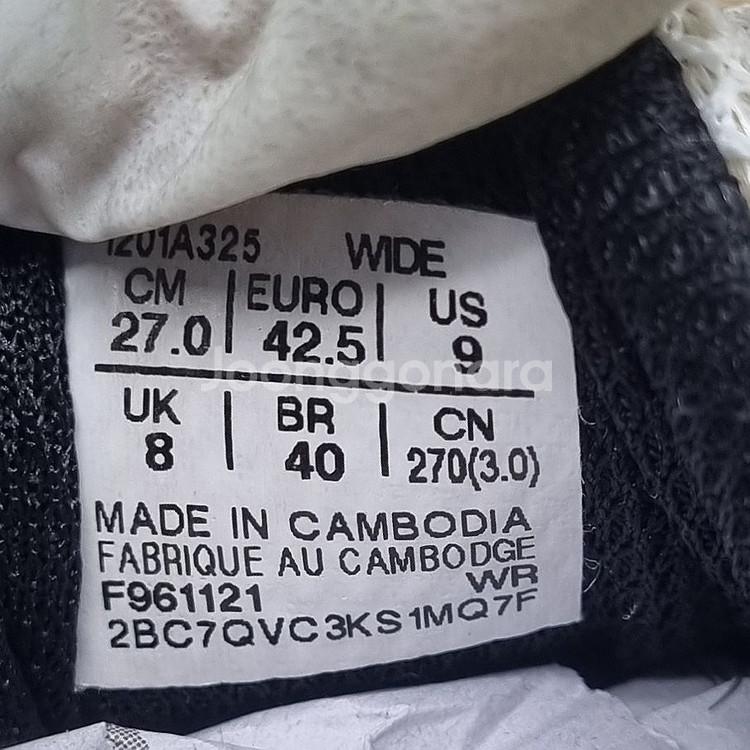 1201A325 WIDE
CM EURO US
27.0 42.5 9
Joonggonara
UK BR CN
8 40 270(3.0)
MADE IN CAMBODIA
FABRIQUE AU CAMBODGE
F961121 WR
2BC7QVC3KS1MQ7F